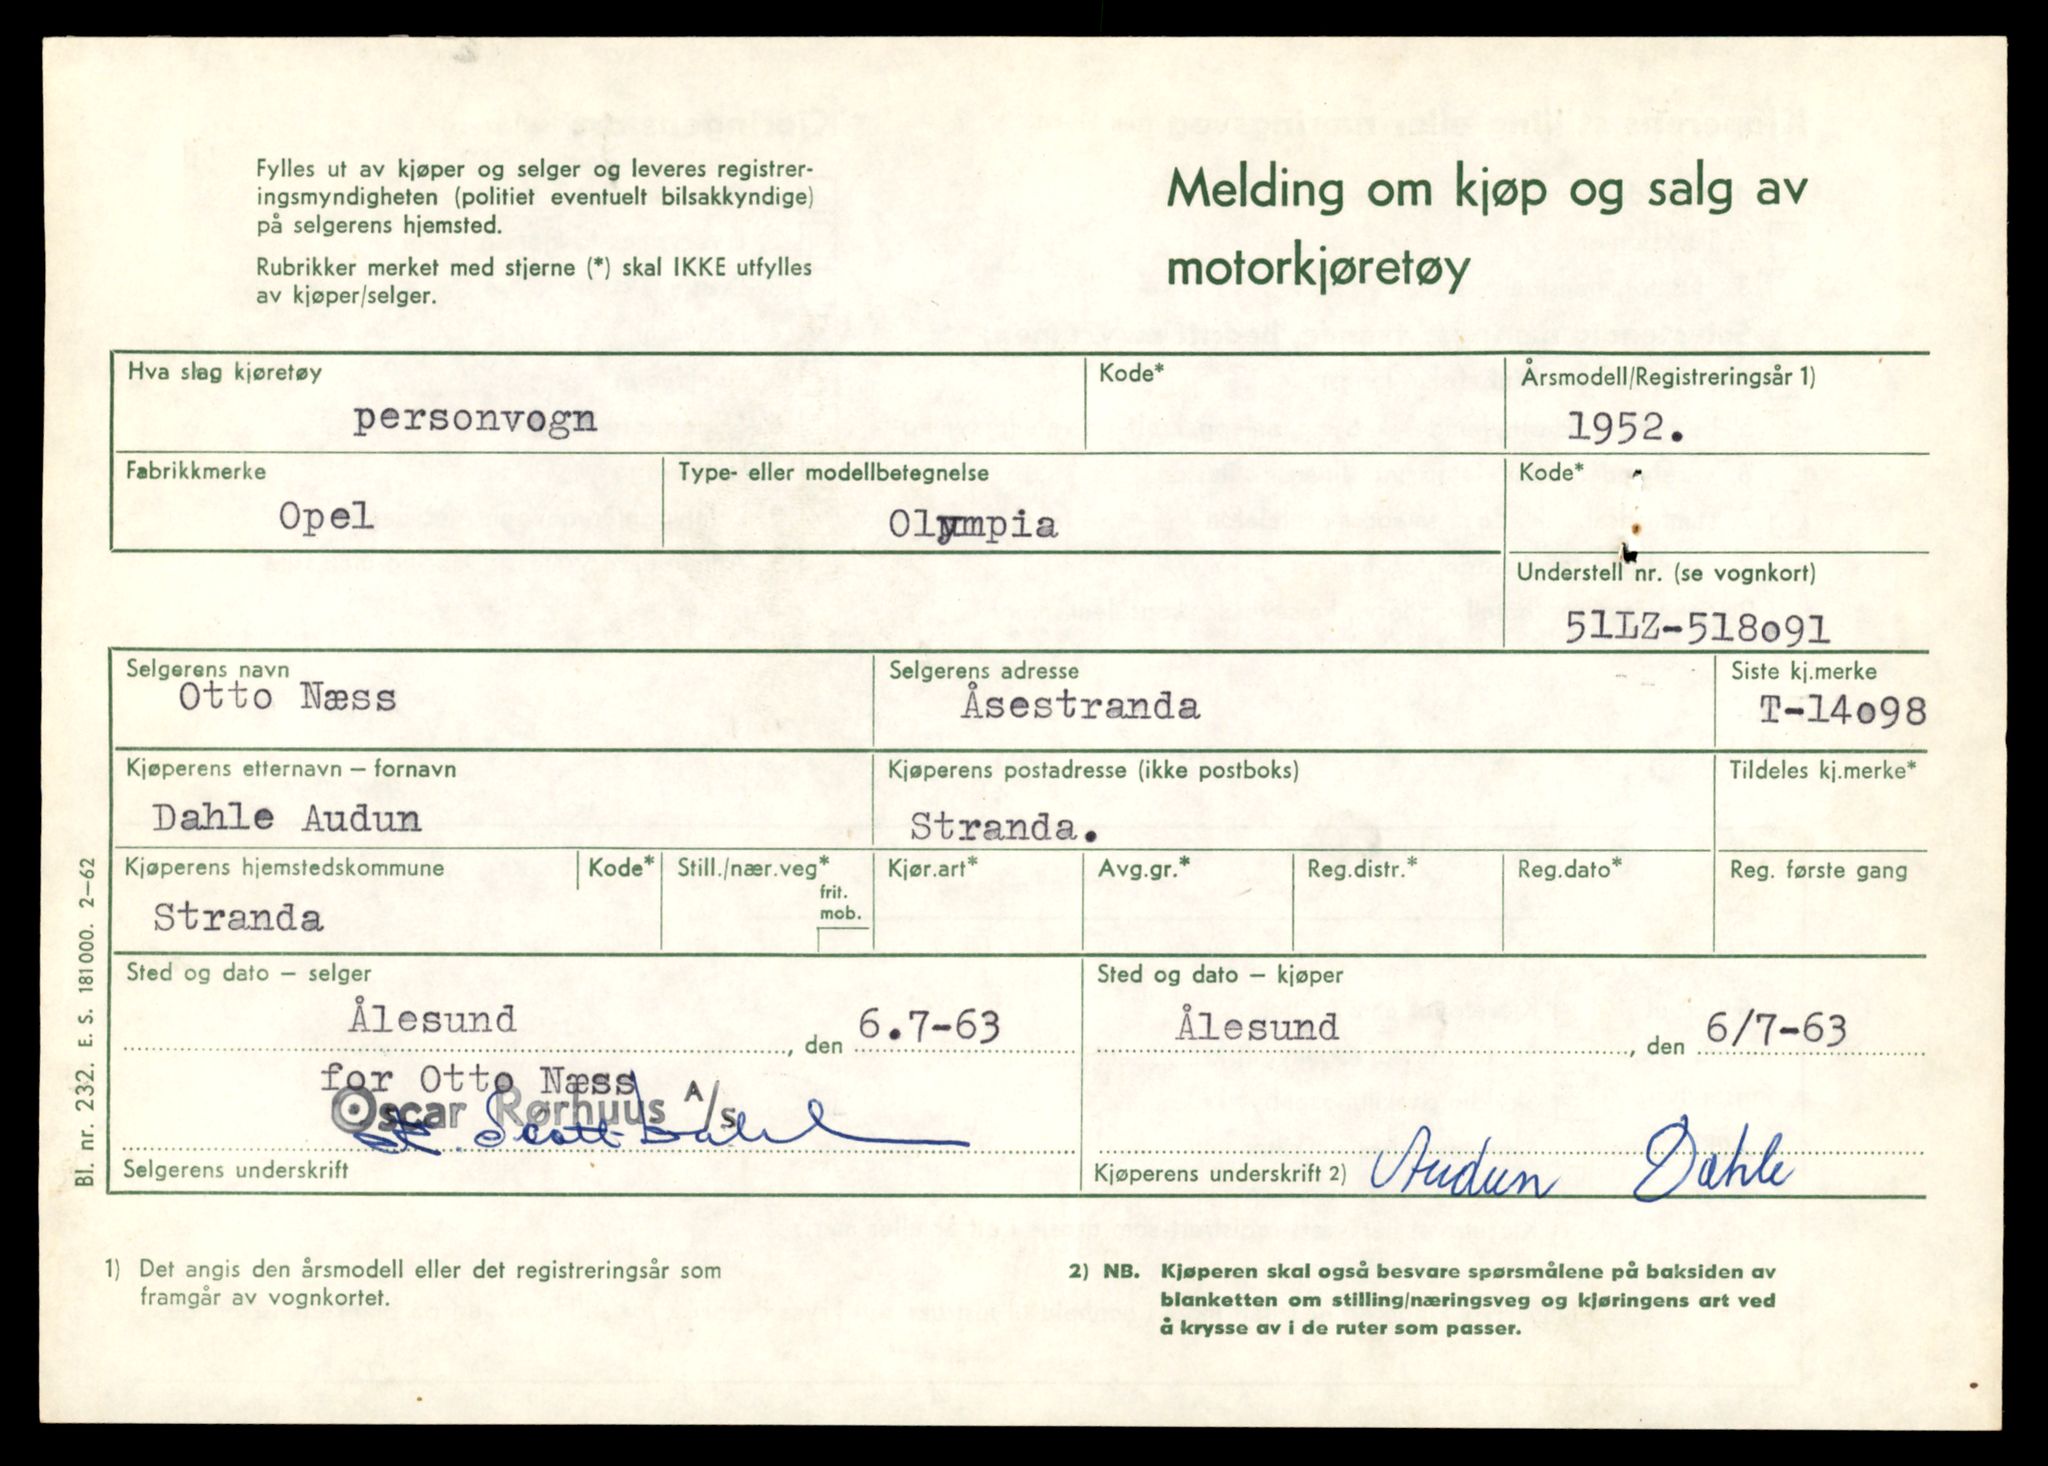 Fylles ut av kjøper og selger og leveres registrer-
ingsmyndigheten (politiet eventuelt bilsakkyndige)
på selgerens hjemsted.
Rubrikker merket med stjerne (*) skal IKKE utfylles
av kjøper/selger.
Melding om kjøp og salg av
motorkjøretøy
Hva slag kjøretøy
personvogn
Kode*
Årsmodell/Registreringsår 1)
1952.
Fabrikkmerke
Opel
Type- eller modellbetegnelse
Olympia
Kode*
Understell nr. (se vognkort)
51LZ-518o91
Selgerens navn
Otto Næss
Selgerens adresse
Åsestranda
Siste kj.merke
T-14o98
Kjøperens etternavn – fornavn
Dahle Audun
Kjøperens postadresse (ikke postboks)
Stranda.
Tildeles kj.merke*
Kjøperens hjemstedskommune
Stranda
Kode*
Still./nær.veg*
frit.
mob.
Kjør.art*
Avg.gr.*
Reg.distr.*
Reg.dato*
Reg. første gang
Sted og dato – selger
Ålesund, den 6.7-63
for Otto Næss
Oscar Rørhuus A/s
Selgerens underskrift
Sted og dato – kjøper
Ålesund, den 6/7-63
Kjøperens underskrift 2) Audun Dahle
Bl. nr. 232. E. S. 181000. 2–62
1) Det angis den årsmodell eller det registreringsår som
framgår av vognkortet.
2) NB. Kjøperen skal også besvare spørsmålene på baksiden av
blanketten om stilling/næringsveg og kjøringens art ved
å krysse av i de ruter som passer.